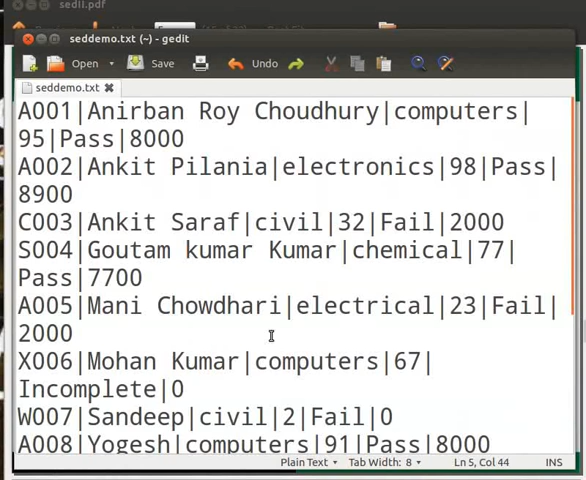 sedII.pdf
seddemo.txt (~) - gedit
Open Save Undo
seddemo.txt
A001|Anirban Roy Choudhury|computers|
95|Pass|8000
A002|Ankit Pilania|electronics|98|Pass|
8900
C003|Ankit Saraf|civil|32|Fail|2000
S004|Goutam kumar Kumar|chemical|77|
Pass|7700
A005|Mani Chowdhari|electrical|23|Fail|
2000
X006|Mohan Kumar|computers|67|
Incomplete|0
W007|Sandeep|civil|2|Fail|0
A008|Yogesh|computers|91|Pass|8000
Plain Text Tab Width: 8 Ln 5, Col 44 INS